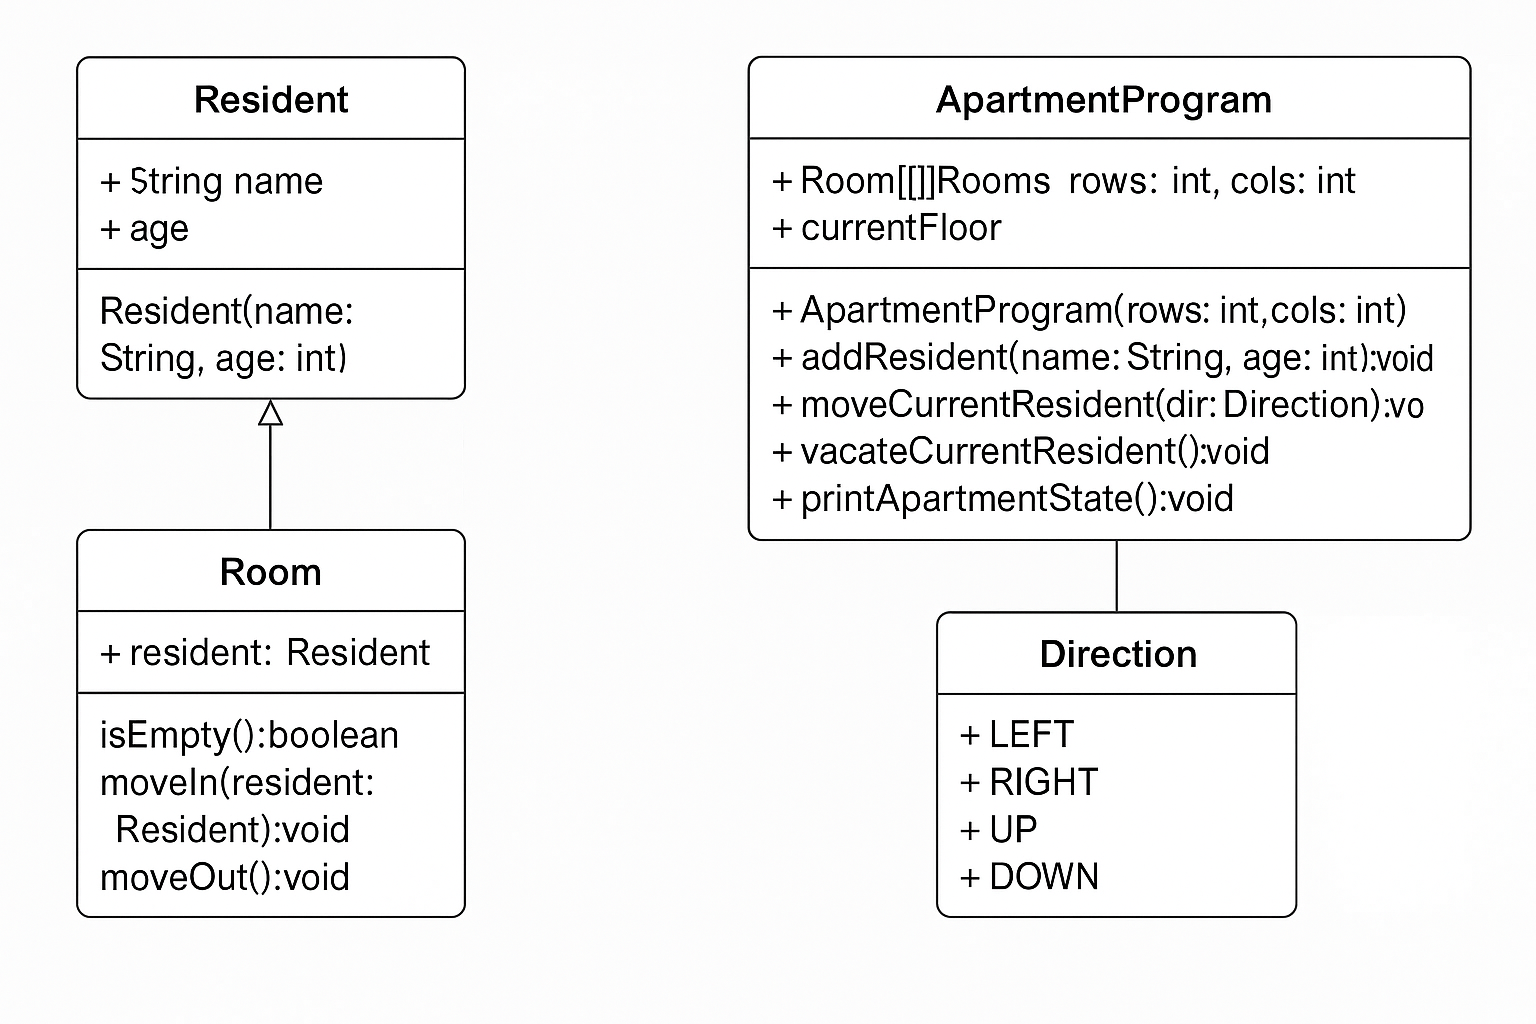 Resident
+ String name
+ age
Resident(name:
String, age: int)
Room
+ resident: Resident
isEmpty():boolean
moveIn(resident:
Resident):void
moveOut():void
ApartmentProgram
+ Room[[]]Rooms rows: int, cols: int
+ currentFloor
+ ApartmentProgram(rows: int,cols: int)
+ addResident(name: String, age: int):void
+ moveCurrentResident(dir: Direction):vo
+ vacateCurrentResident():void
+ printApartmentState():void
Direction
+ LEFT
+ RIGHT
+ UP
+ DOWN